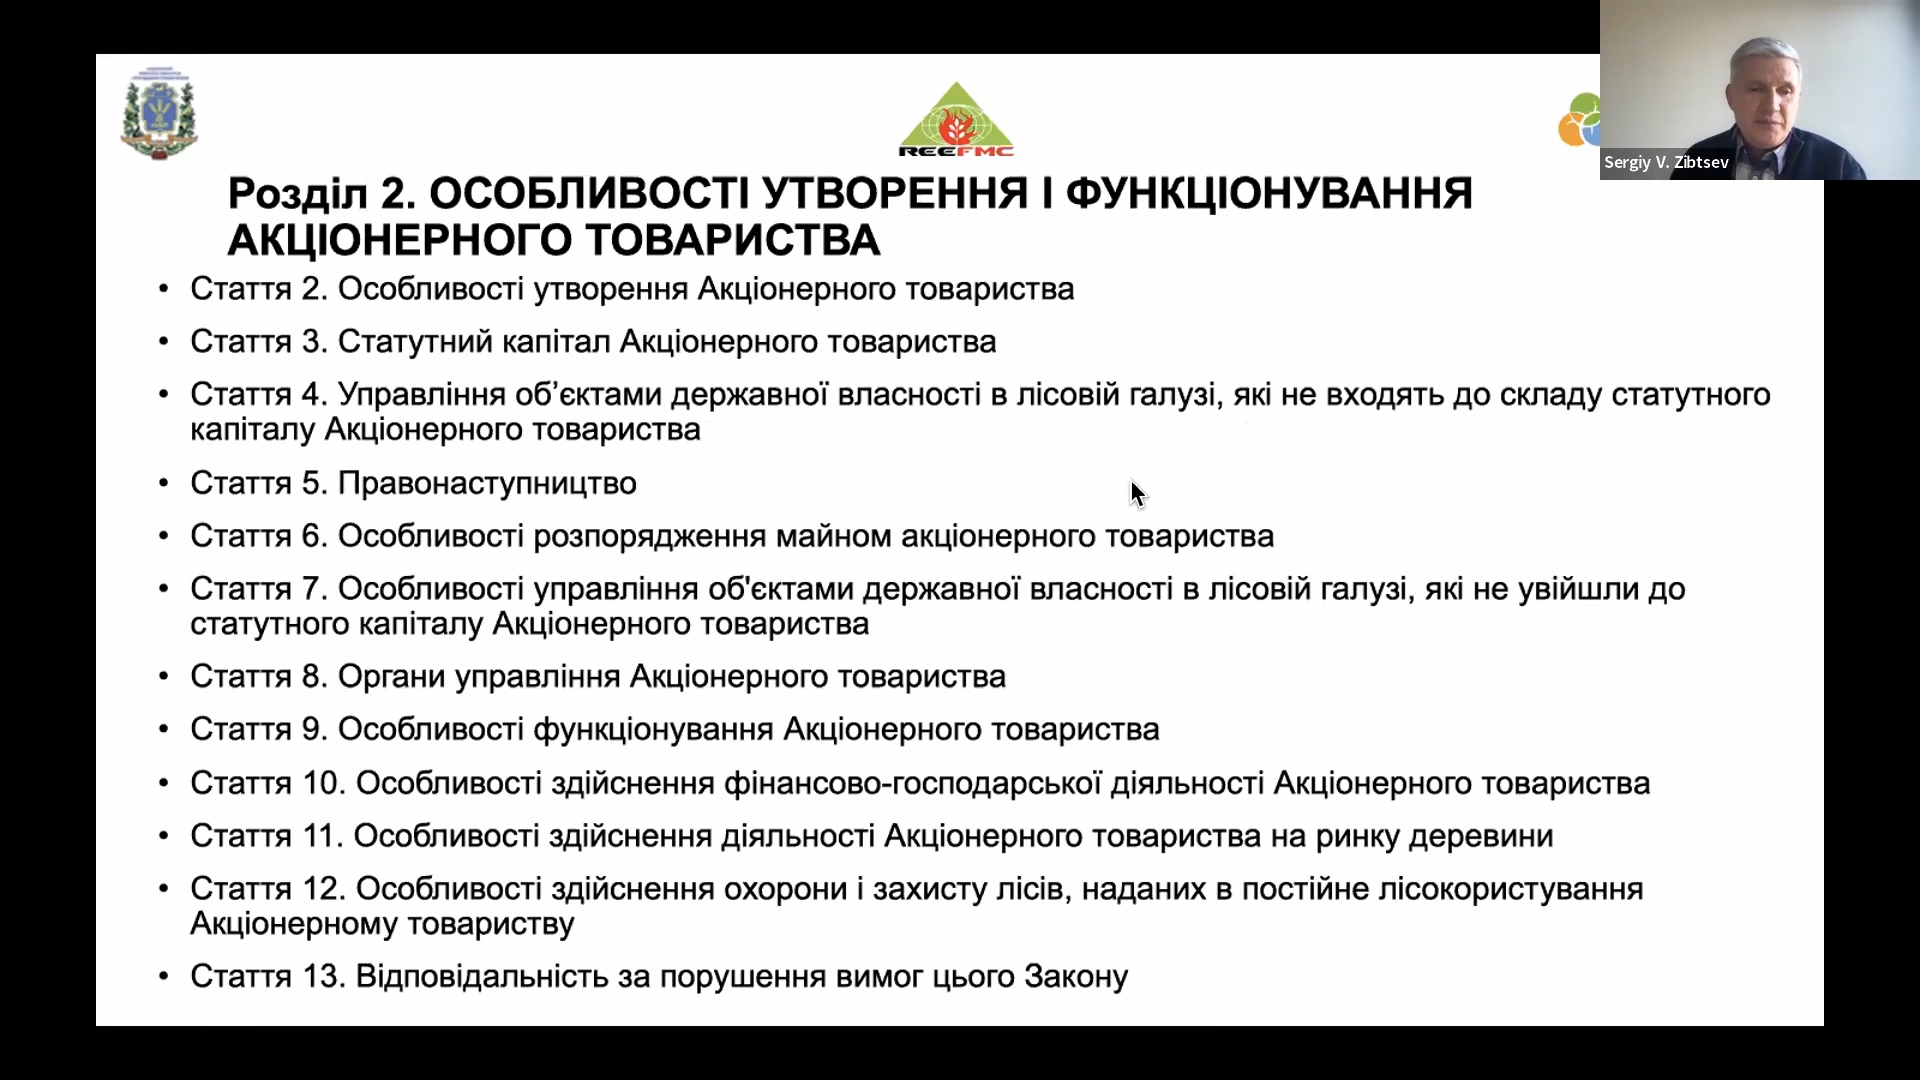 REEFMC
Sergiy V. Zibtsev
Розділ 2. ОСОБЛИВОСТІ УТВОРЕННЯ І ФУНКЦІОНУВАННЯ
АКЦІОНЕРНОГО ТОВАРИСТВА
• Стаття 2. Особливості утворення Акціонерного товариства
• Стаття 3. Статутний капітал Акціонерного товариства
• Стаття 4. Управління об’єктами державної власності в лісовій галузі, які не входять до складу статутного
капіталу Акціонерного товариства
• Стаття 5. Правонаступництво
• Стаття 6. Особливості розпорядження майном акціонерного товариства
• Стаття 7. Особливості управління об'єктами державної власності в лісовій галузі, які не увійшли до
статутного капіталу Акціонерного товариства
• Стаття 8. Органи управління Акціонерного товариства
• Стаття 9. Особливості функціонування Акціонерного товариства
• Стаття 10. Особливості здійснення фінансово-господарської діяльності Акціонерного товариства
• Стаття 11. Особливості здійснення діяльності Акціонерного товариства на ринку деревини
• Стаття 12. Особливості здійснення охорони і захисту лісів, наданих в постійне лісокористування
Акціонерному товариству
• Стаття 13. Відповідальність за порушення вимог цього Закону